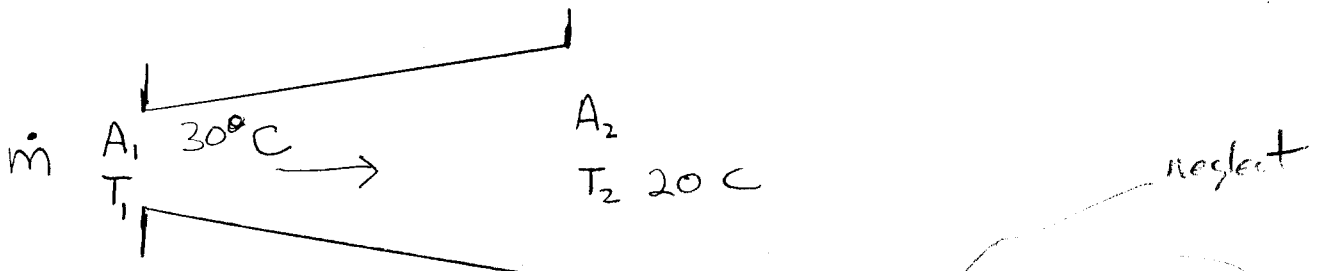 ṁ A₁ 30°C → A₂
T₁ T₂ 20 C
neglect